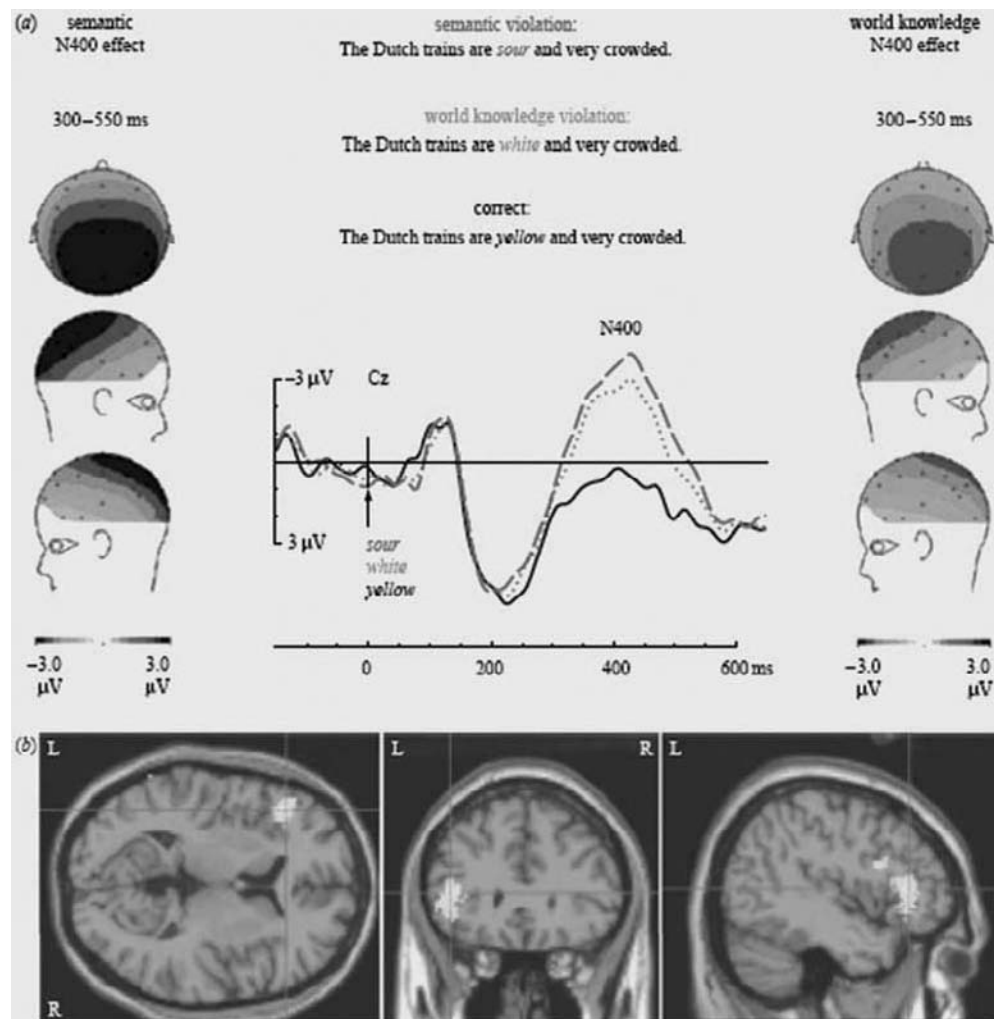 (a)
semantic
N400 effect
semantic violation:
The Dutch trains are sour and very crowded.
world knowledge
N400 effect
300–550 ms
world knowledge violation:
The Dutch trains are white and very crowded.
300–550 ms
correct:
The Dutch trains are yellow and very crowded.
N400
–3 μV
Cz
3 μV
sour
white
yellow
–3.0
μV
3.0
μV
0
200
400
600 ms
–3.0
μV
3.0
μV
(b)
L
R
L
R
L